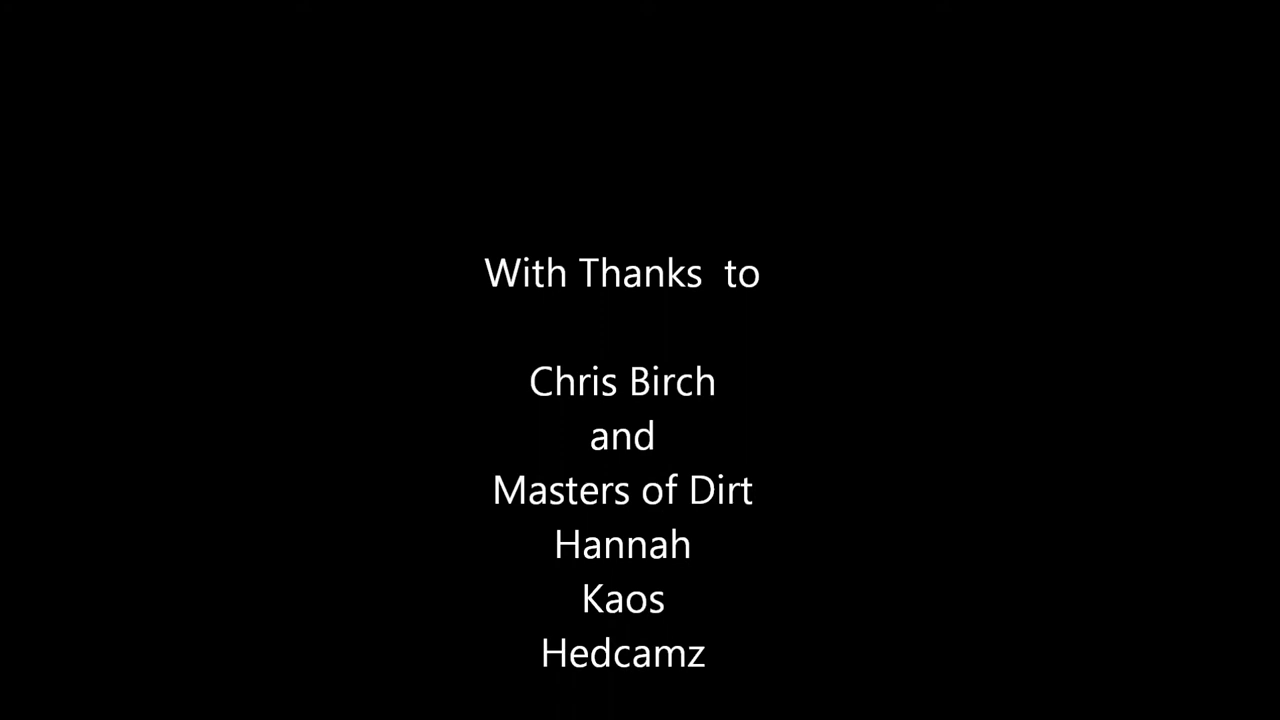 With Thanks  to
Chris Birch
and
Masters of Dirt
Hannah
Kaos
Hedcamz